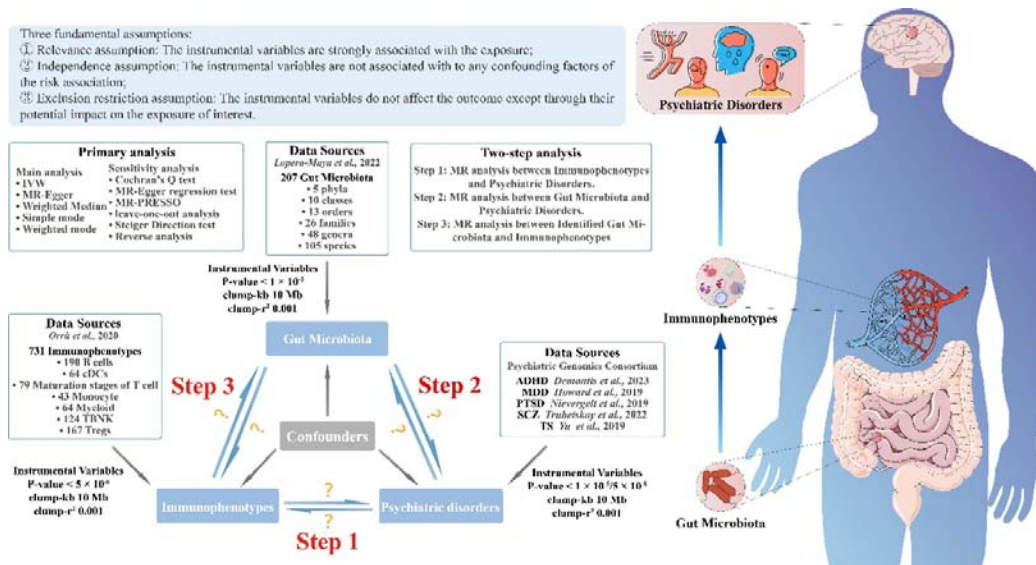 Three fundamental assumptions:
① Relevance assumption: The instrumental variables are strongly associated with the exposure;
② Independence assumption: The instrumental variables are not associated with to any confounding factors of
the risk association;
③ Exclusion restriction assumption: The instrumental variables do not affect the outcome except through their
potential impact on the exposure of interest.
Primary analysis
Main analysis
• IVW
• MR-Egger
• Weighted Median
• Simple mode
• Weighted mode
Sensitivity analysis
• Cochran's Q test
• MR-Egger regression test
• MR-PRESSO
• leave-one-out analysis
• Steiger Direction test
• Reverse analysis
Data Sources
Lopera-Maya et al., 2022
207 Gut Microbiota
• 5 phyla
• 10 classes
• 13 orders
• 26 families
• 48 genera
• 105 species
Two-step analysis
Step 1: MR analysis between Immunophenotypes
and Psychiatric Disorders.
Step 2: MR analysis between Gut Microbiota and
Psychiatric Disorders.
Step 3: MR analysis between Identified Gut Mi-
crobiota and Immunophenotypes
Instrumental Variables
P-value < 1 ×
clump-kb 10 Mb
clump-r² 0.001
Data Sources
Orrù et al., 2020
731 Immunophenotypes
• 190 B cells
• 64 cDCs
• 79 Maturation stages of T cell
• 43 Monocyte
• 64 Myeloid
• 124 TBNK
• 167 Tregs
Instrumental Variables
P-value < 5 ×
clump-kb 10 Mb
clump-r 0.001
Gut Microbiota
Step 3
Step 2
? ? ? ?
Confounders
Immunophenotypes
?
?
Psychiatric disorders
Step 1
Data Sources
Psychiatric Genomics Consortium
ADHD Demontis et al., 2023
MDD Howard et al., 2019
PTSD Nievergelt et al., 2019
SCZ Trubetskoy et al., 2022
TS Yu et al., 2019
Instrumental Variables
P-value < 1 ×
clump-kb 10 Mb
clump-r² 0.001
Psychiatric Disorders
Immunophenotypes
Gut Microbiota